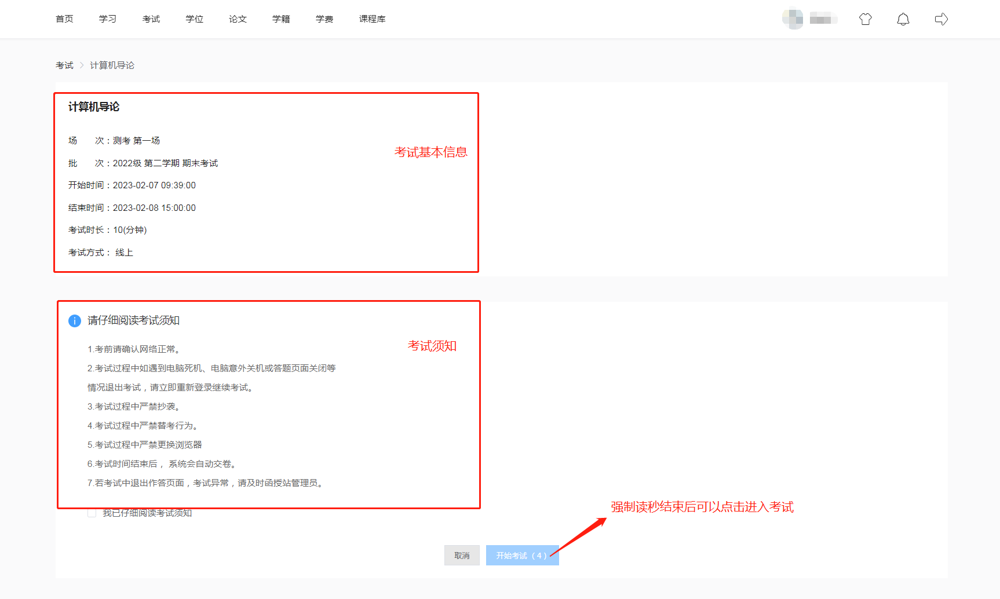 首页 学习 考试 学位 论文 学籍 学费 课程库
考试 > 计算机导论
计算机导论
场 次：测考 第一场
考试基本信息
批 次：2022级 第二学期 期末考试
开始时间：2023-02-07 09:39:00
结束时间：2023-02-08 15:00:00
考试时长：10(分钟)
考试方式： 线上
请仔细阅读考试须知
考试须知
1.考前请确认网络正常。
2.考试过程中如遇到电脑死机、电脑意外关机或答题页面关闭等
情况退出考试，请立即重新登录继续考试。
3.考试过程中严禁抄袭。
4.考试过程中严禁替考行为。
5.考试过程中严禁更换浏览器
6.考试时间结束后， 系统会自动交卷。
7.若考试中退出作答页面，考试异常，请及时函授站管理员。
强制读秒结束后可以点击进入考试
我已仔细阅读考试须知
取消 开始考试（4）